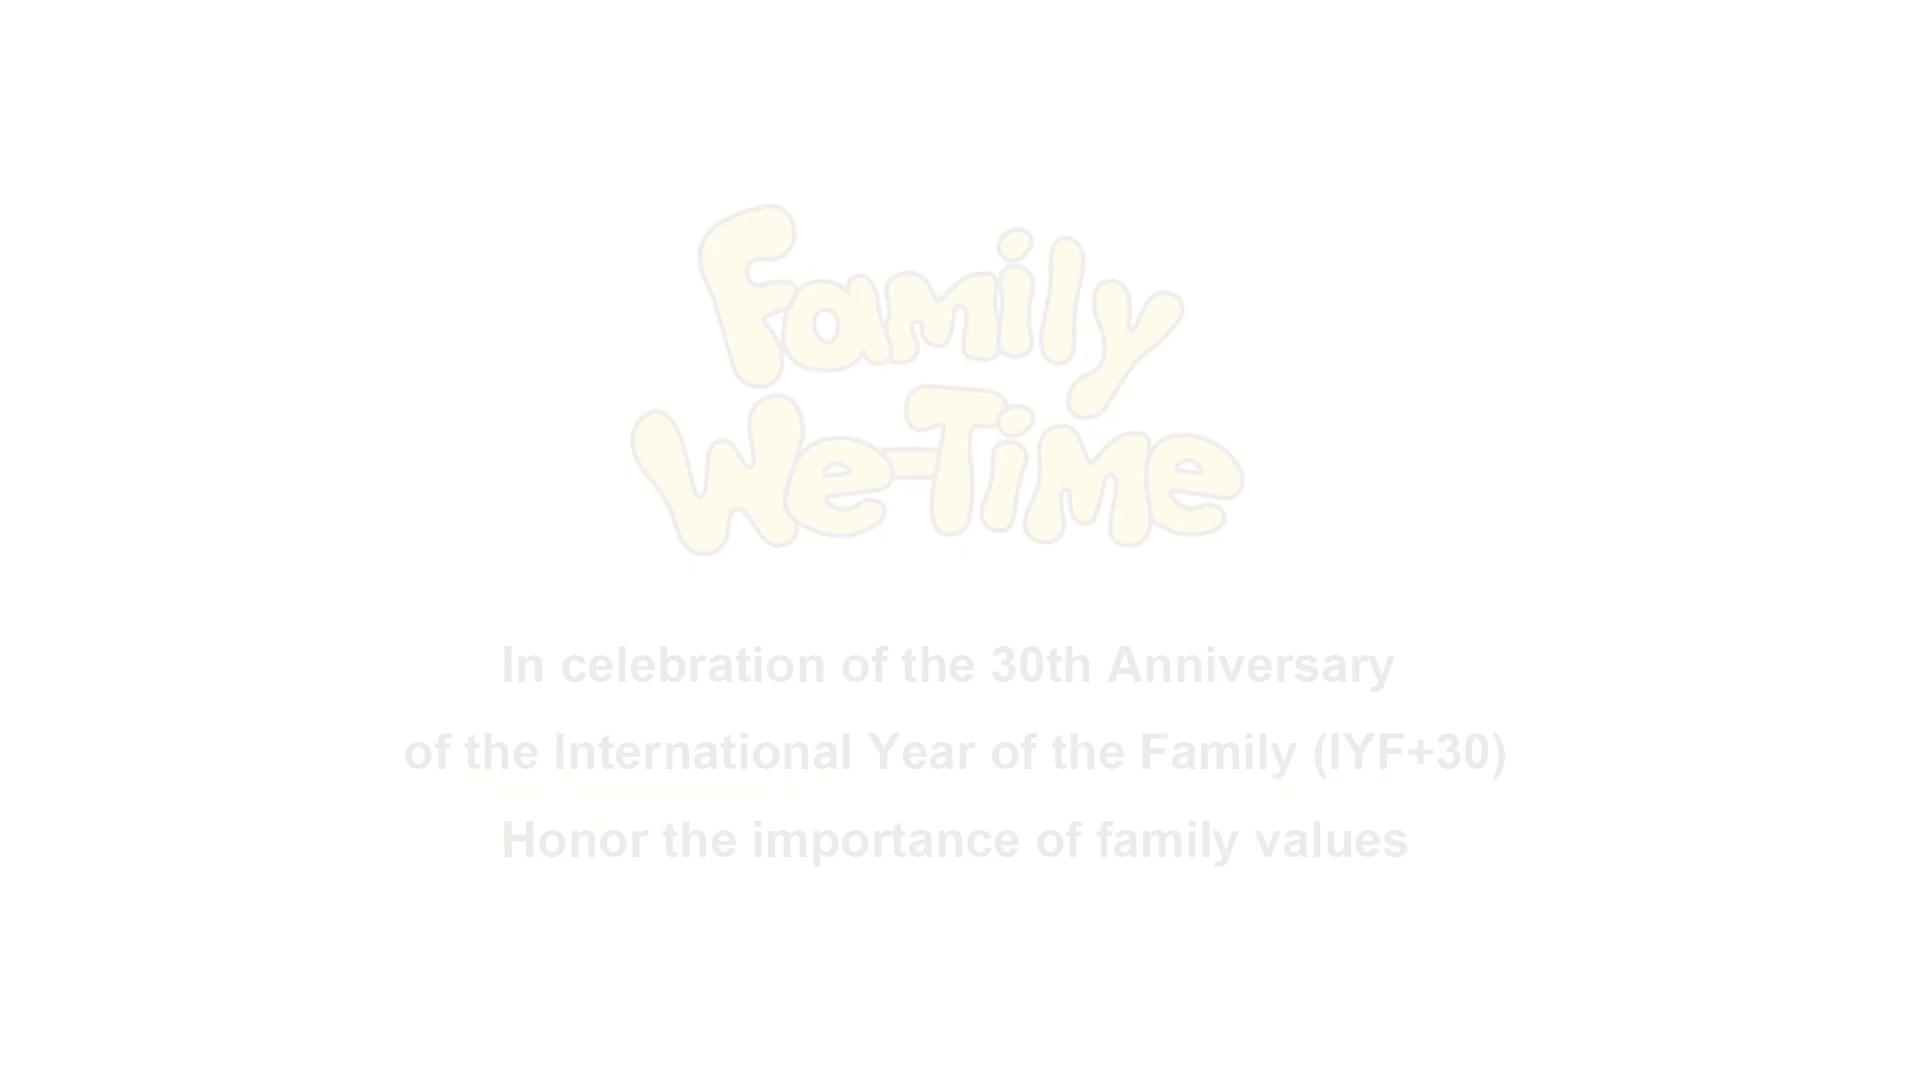 Family
We-Time
In celebration of the 30th Anniversary
of the International Year of the Family (IYF+30)
Honor the importance of family values